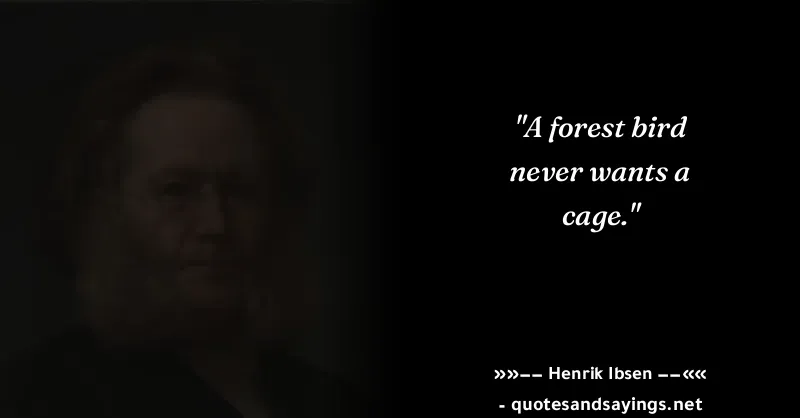 "A forest bird
never wants a
cage."
»»–– Henrik Ibsen ––««
- quotesandsayings.net